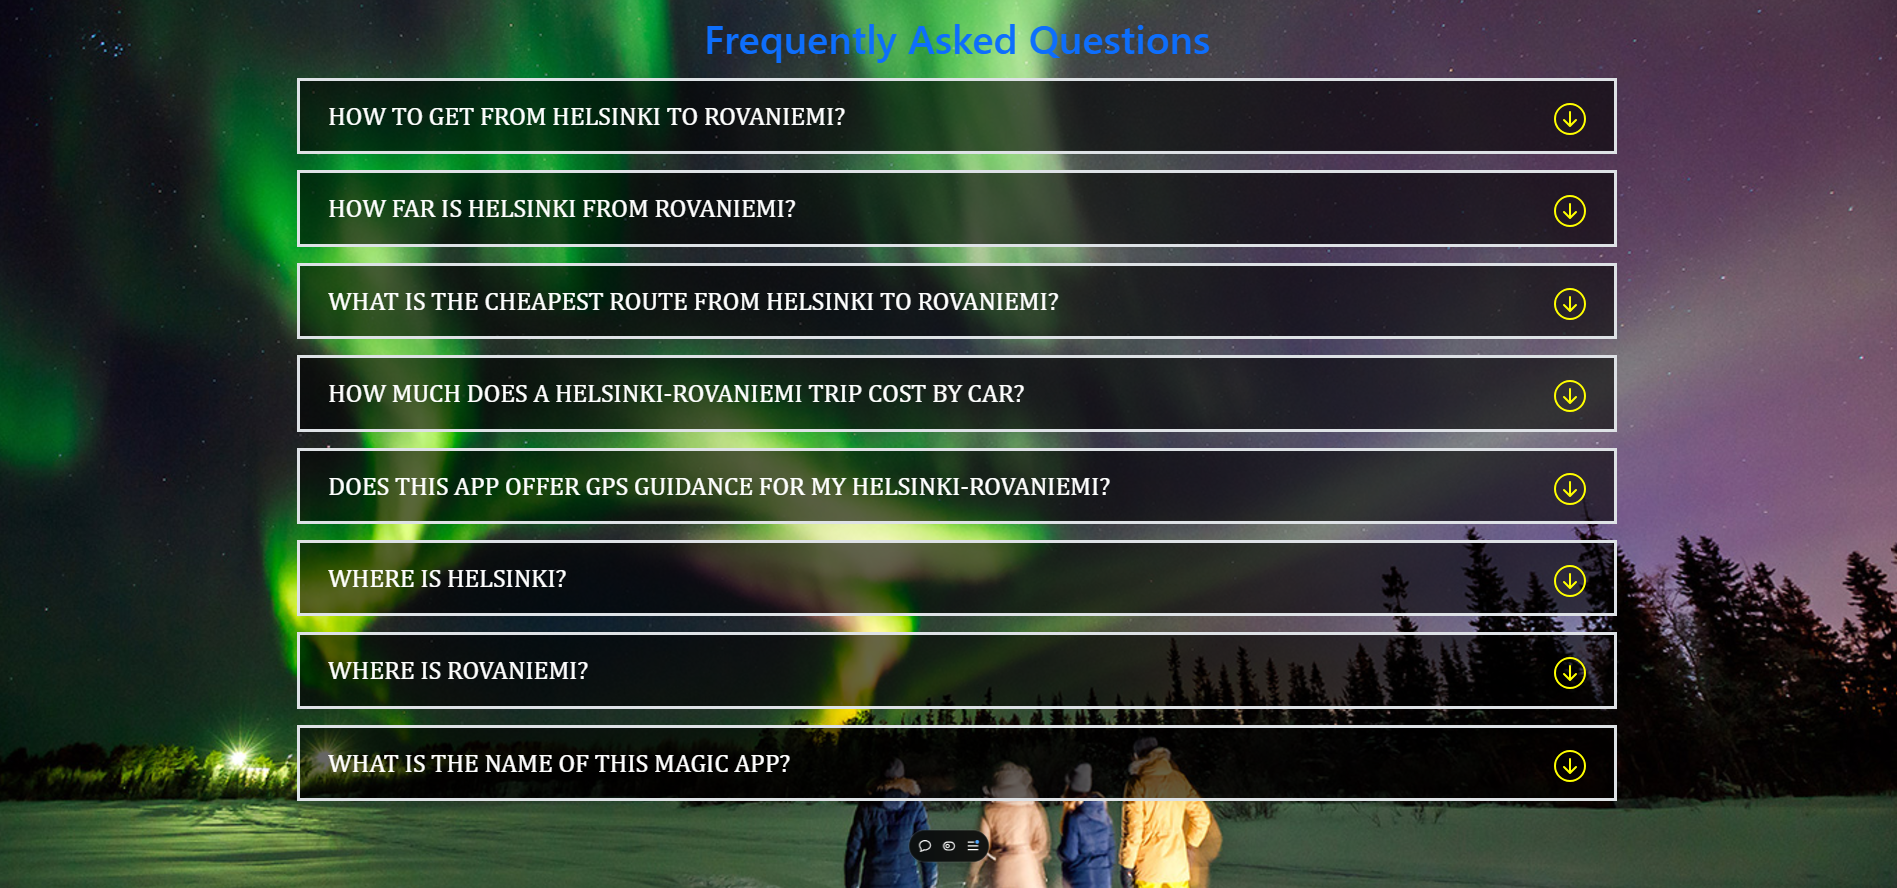 Frequently Asked Questions
HOW TO GET FROM HELSINKI TO ROVANIEMI?
HOW FAR IS HELSINKI FROM ROVANIEMI?
WHAT IS THE CHEAPEST ROUTE FROM HELSINKI TO ROVANIEMI?
HOW MUCH DOES A HELSINKI-ROVANIEMI TRIP COST BY CAR?
DOES THIS APP OFFER GPS GUIDANCE FOR MY HELSINKI-ROVANIEMI?
WHERE IS HELSINKI?
WHERE IS ROVANIEMI?
WHAT IS THE NAME OF THIS MAGIC APP?